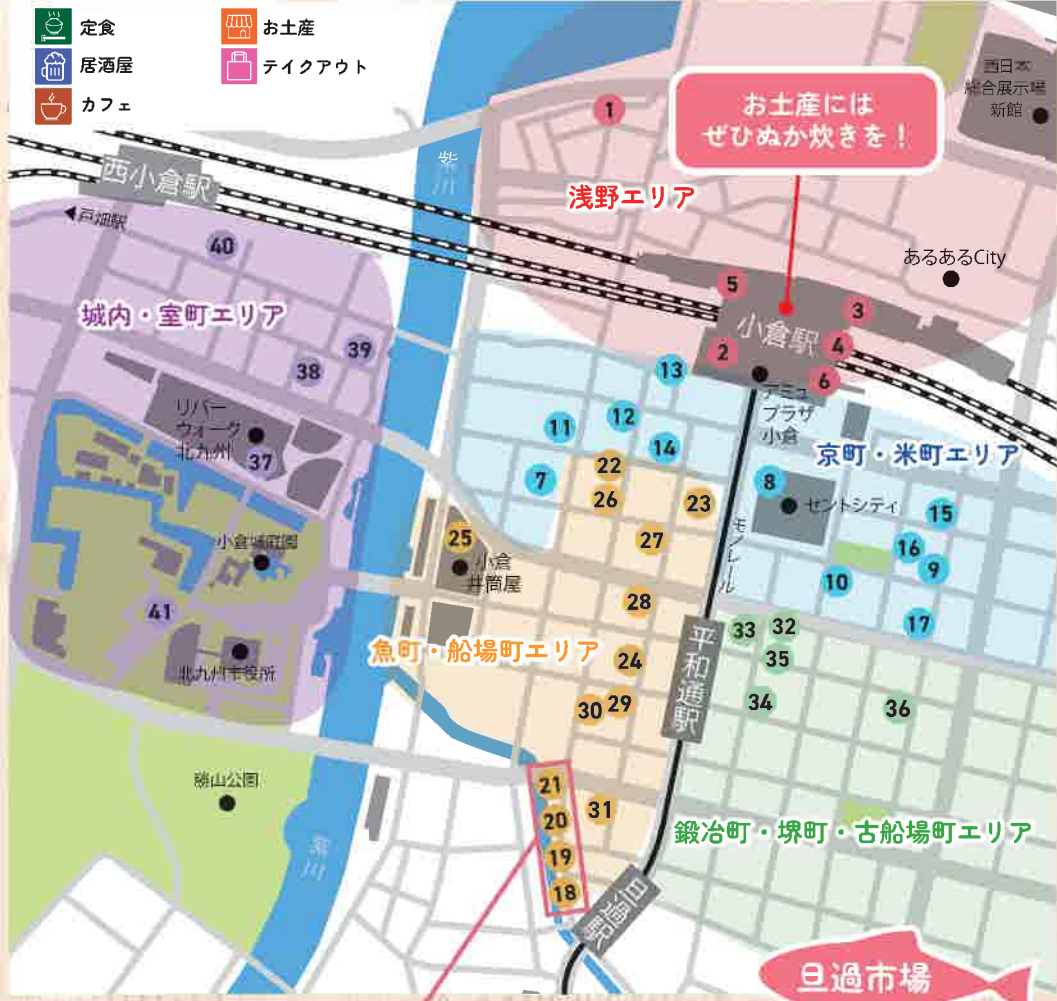 定食
お土産
居酒屋
テイクアウト
カフェ
西日本
総合展示場
新館
1
お土産には
ぜひぬか炊きを！
紫川
西小倉駅
浅野エリア
◀戸畑駅
40
あるあるCity
5
3
城内・室町エリア
小倉駅
4
2
6
39
38
13
アミュ
プラザ
小倉
リバー
ウォーク
北九州
37
12
11
14
京町・米町エリア
22
7
8
26
23
セントシティ
15
25
27
モノレール
16
小倉城庭園
小倉
井筒屋
9
10
28
41
33
32
17
魚町・船場町エリア
平和通駅
24
35
北九州市役所
30
29
34
36
勝山公園
21
31
20
鍛冶町・堺町・古船場町エリア
紫川
19
18
旦過駅
旦過市場